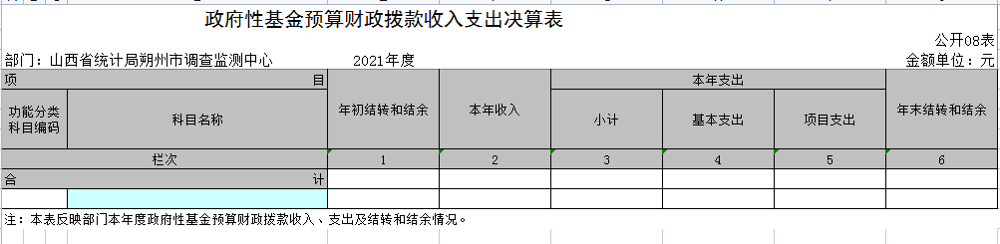 政府性基金预算财政拨款收入支出决算表
公开08表
部门：山西省统计局朔州市调查监测中心 2021年度 金额单位：元
项 目 年初结转和结余 本年收入 本年支出 年末结转和结余
功能分类科目编码 科目名称 小计 基本支出 项目支出
栏次 1 2 3 4 5 6
合 计
注：本表反映部门本年度政府性基金预算财政拨款收入、支出及结转和结余情况。